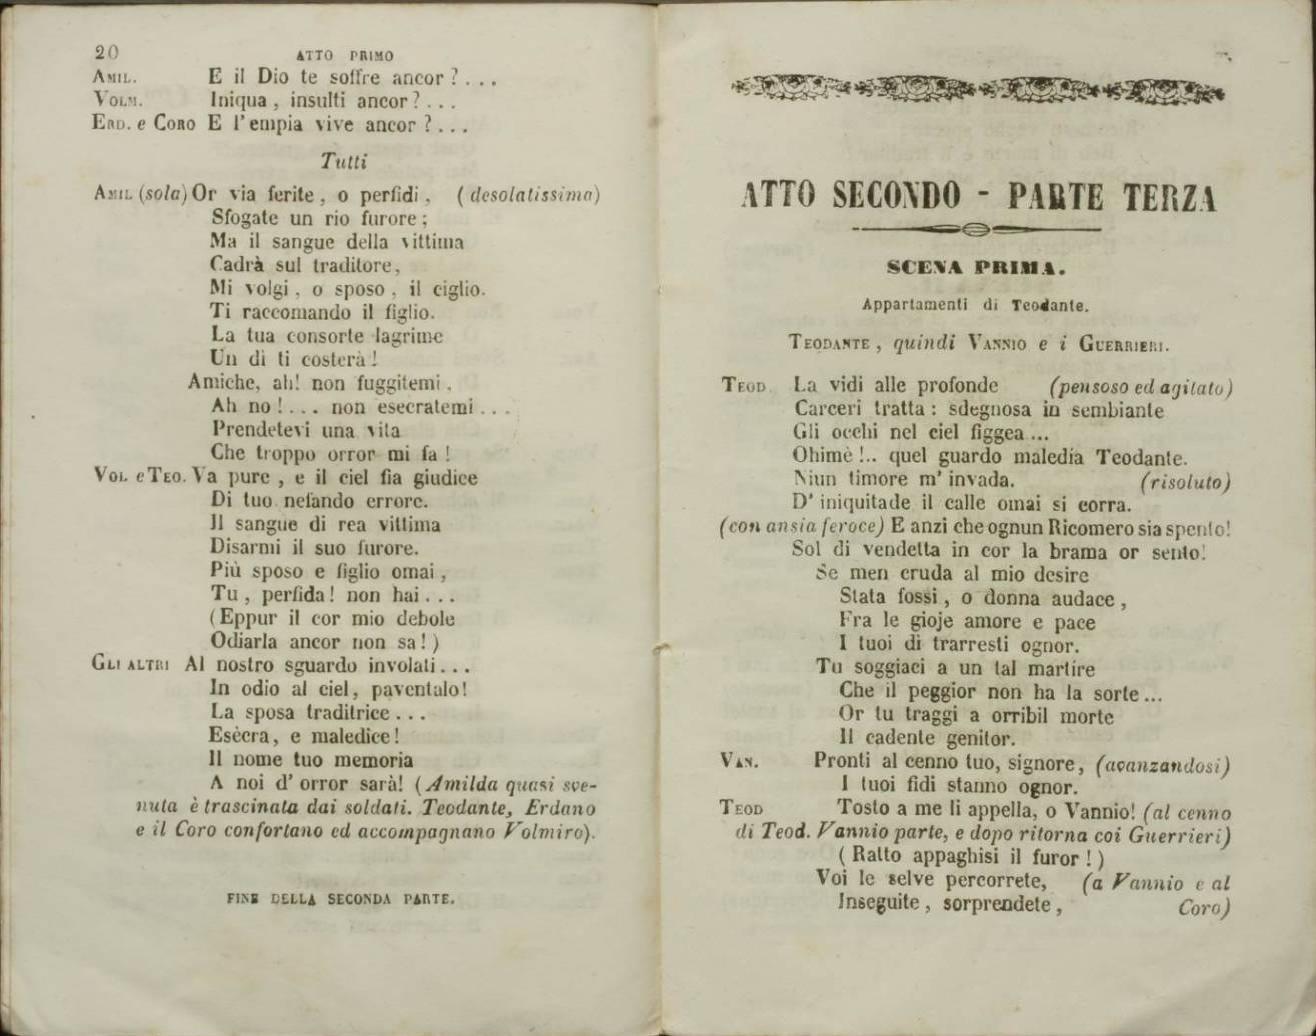 20
ATTO PRIMO
AMIL. E il Dio te soffre ancor?...
VOLM. Iniqua, insulti ancor?...
ERD. e CORO E l'empia vive ancor?...
Tutti
AMIL (sola) Or via ferite, o perfidi, (desolatissima)
Sfogate un rio furore;
Ma il sangue della vittima
Cadrà sul traditore,
Mi volgi, o sposo, il ciglio.
Ti raccomando il figlio.
La tua consorte lagrime
Un dì ti costerà!
Amiche, ah! non fuggitemi,
Ah no!... non esecratemi...
Prendetevi una vita
Che troppo orror mi fa!
VOL. e TEO. Va pure, e il ciel fia giudice
Di tuo nefando errore.
Il sangue di rea vittima
Disarmi il suo furore.
Più sposo e figlio omai,
Tu, perfida! non hai...
(Eppur il cor mio debole
Odiarla ancor non sa!)
GLI ALTRI Al nostro sguardo involati...
In odio al ciel, paventalo!
La sposa traditrice...
Esècra, e maledice!
Il nome tuo memoria
A noi d'orror sarà! (Amilda quasi sve-
nuta è trascinata dai soldati. Teodante, Erdano
e il Coro confortano ed accompagnano Volmiro).
FINE DELLA SECONDA PARTE.
ATTO SECONDO - PARTE TERZA
SCENA PRIMA.
Appartamenti di Teodante.
TEODANTE, quindi VANNIO e i GUERRIERI.
TEOD. La vidi alle profonde (pensoso ed agitato)
Carceri tratta: sdegnosa in sembiante
Gli occhi nel ciel figgea...
Ohimè!.. quel guardo maledía Teodante.
Niun timore m'invada. (risoluto)
D'iniquitade il calle omai si corra.
(con ansia feroce) E anzi che ognun Ricomero sia spento!
Sol di vendetta in cor la brama or sento!
Se men cruda al mio desire
Stata fossi, o donna audace,
Fra le gioje amore e pace
I tuoi dì trarresti ognor.
Tu soggiaci a un tal martire
Che il peggior non ha la sorte...
Or tu traggi a orribil morte
Il cadente genitor.
VAN. Pronti al cenno tuo, signore, (avanzandosi)
I tuoi fidi stanno ognor.
TEOD Tosto a me li appella, o Vannio! (al cenno
di Teod. Vannio parte, e dopo ritorna coi Guerrieri)
(Ratto appaghisi il furor!)
Voi le selve percorrete, (a Vannio e al
Inseguite, sorprendete, Coro)